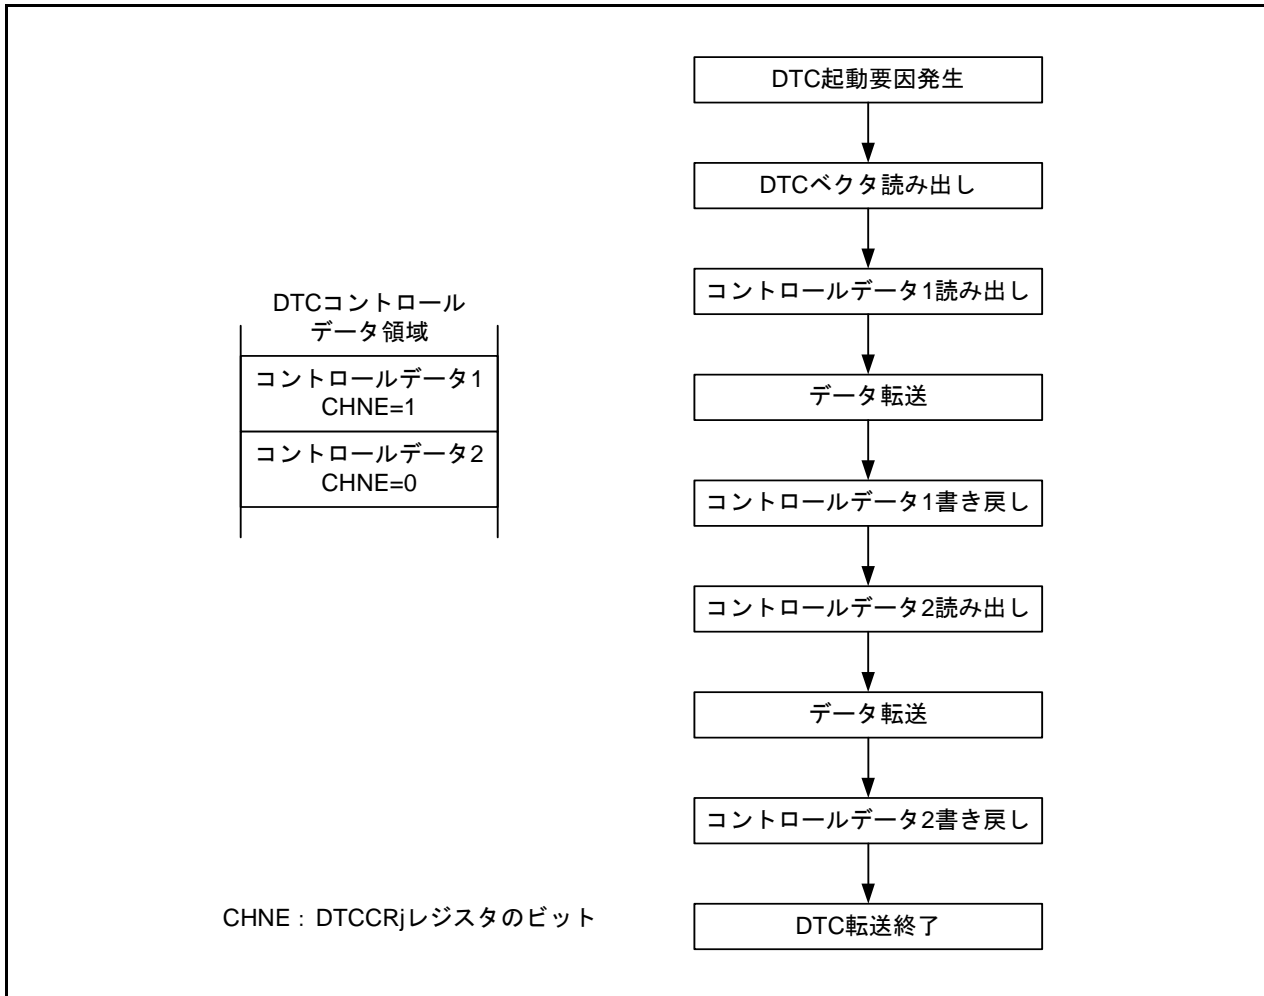 DTCコントロール
データ領域
コントロールデータ1
CHNE=1
コントロールデータ2
CHNE=0
CHNE : DTCCRjレジスタのビット
DTC起動要因発生
DTCベクタ読み出し
コントロールデータ1読み出し
データ転送
コントロールデータ1書き戻し
コントロールデータ2読み出し
データ転送
コントロールデータ2書き戻し
DTC転送終了